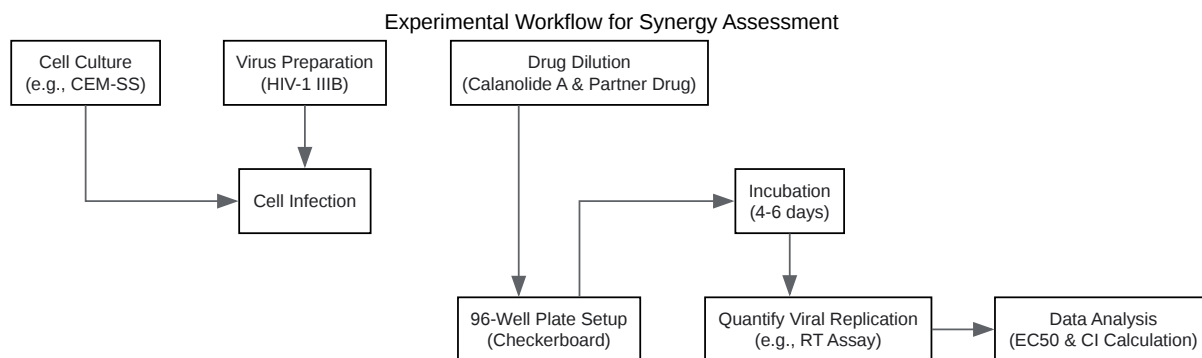 Experimental Workflow for Synergy Assessment
Cell Culture
(e.g., CEM-SS)
Virus Preparation
(HIV-1 IIIB)
Drug Dilution
(Calanolide A & Partner Drug)
Cell Infection
Incubation
(4-6 days)
96-Well Plate Setup
(Checkerboard)
Quantify Viral Replication
(e.g., RT Assay)
Data Analysis
(EC50 & CI Calculation)